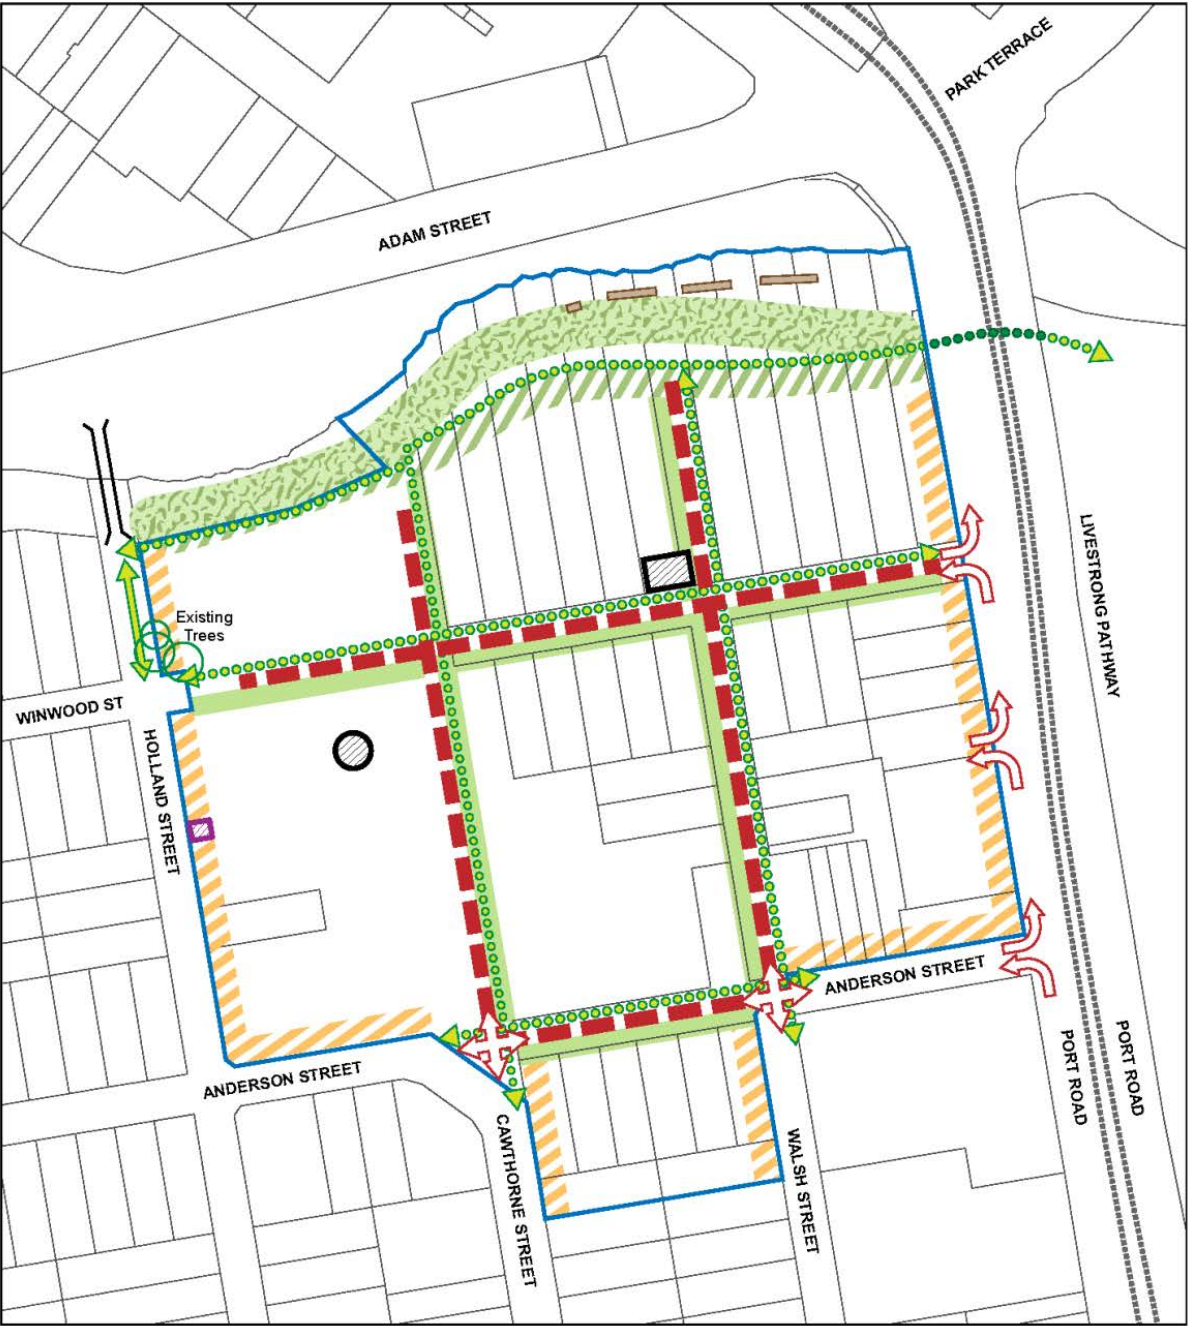 PARK TERRACE
ADAM STREET
LIVESTRONG PATHWAY
Existing
Trees
WINWOOD ST
HOLLAND STREET
ANDERSON STREET
ANDERSON STREET
PORT ROAD
PORT ROAD
CAWTHORNE STREET
WALSH STREET